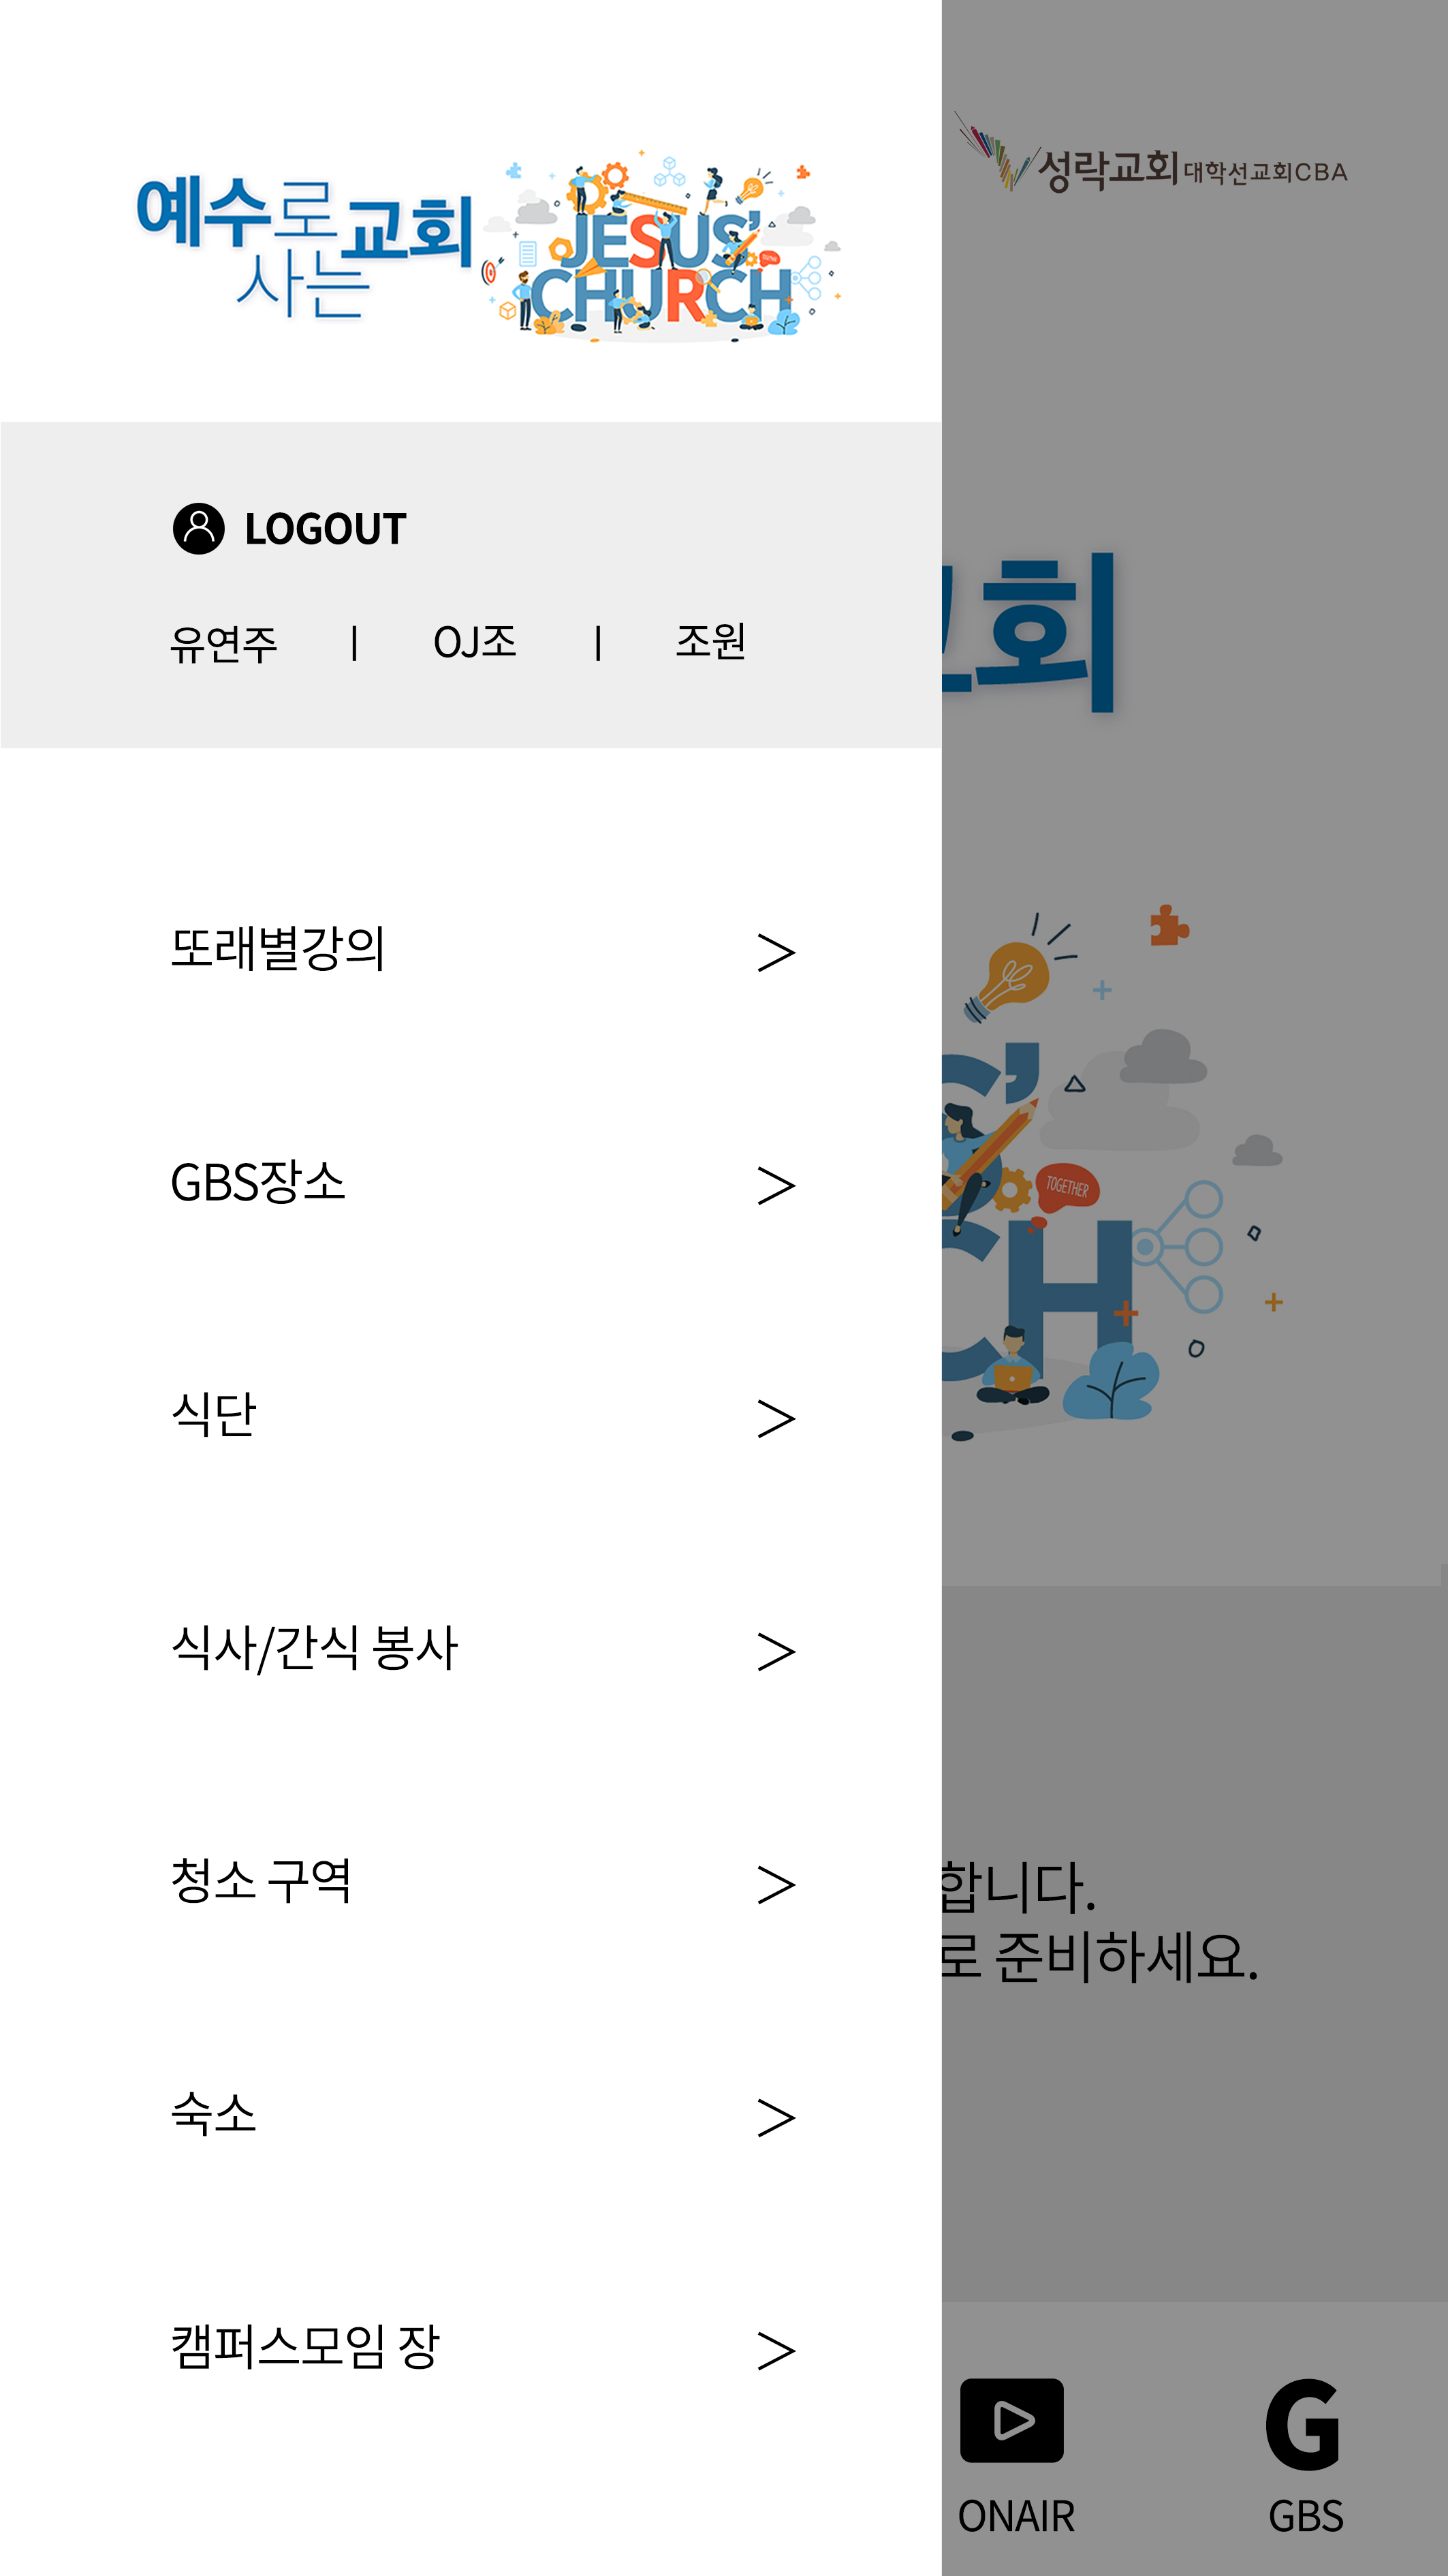 예수로 교회
사는
JESUS'
CHURCH
성락교회 대학선교회CBA
LOGOUT
유연주 | OJ조 | 조원
회
또래별강의 >
GBS장소 >
TOGETHER
CH
식단 >
식사/간식 봉사 >
청소 구역 >
합니다.
로 준비하세요.
숙소 >
캠퍼스모임 장 >
ONAIR
G
GBS